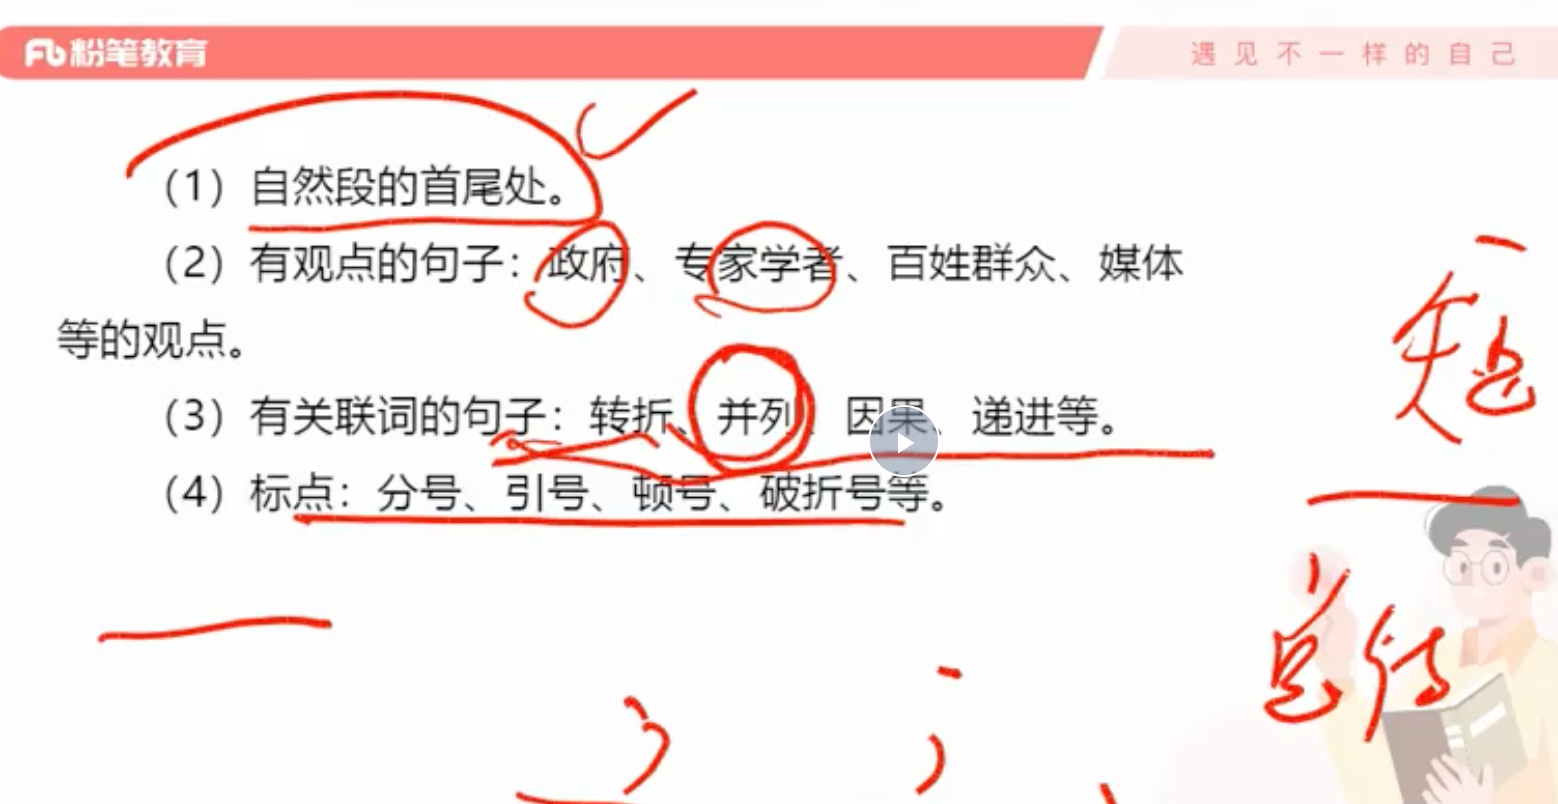 粉笔教育
遇见不一样的自己
（1）自然段的首尾处。
（2）有观点的句子：政府、专家学者、百姓群众、媒体
等的观点。
（3）有关联词的句子：转折、并列、因果、递进等。
（4）标点：分号、引号、顿号、破折号等。
短
；
；